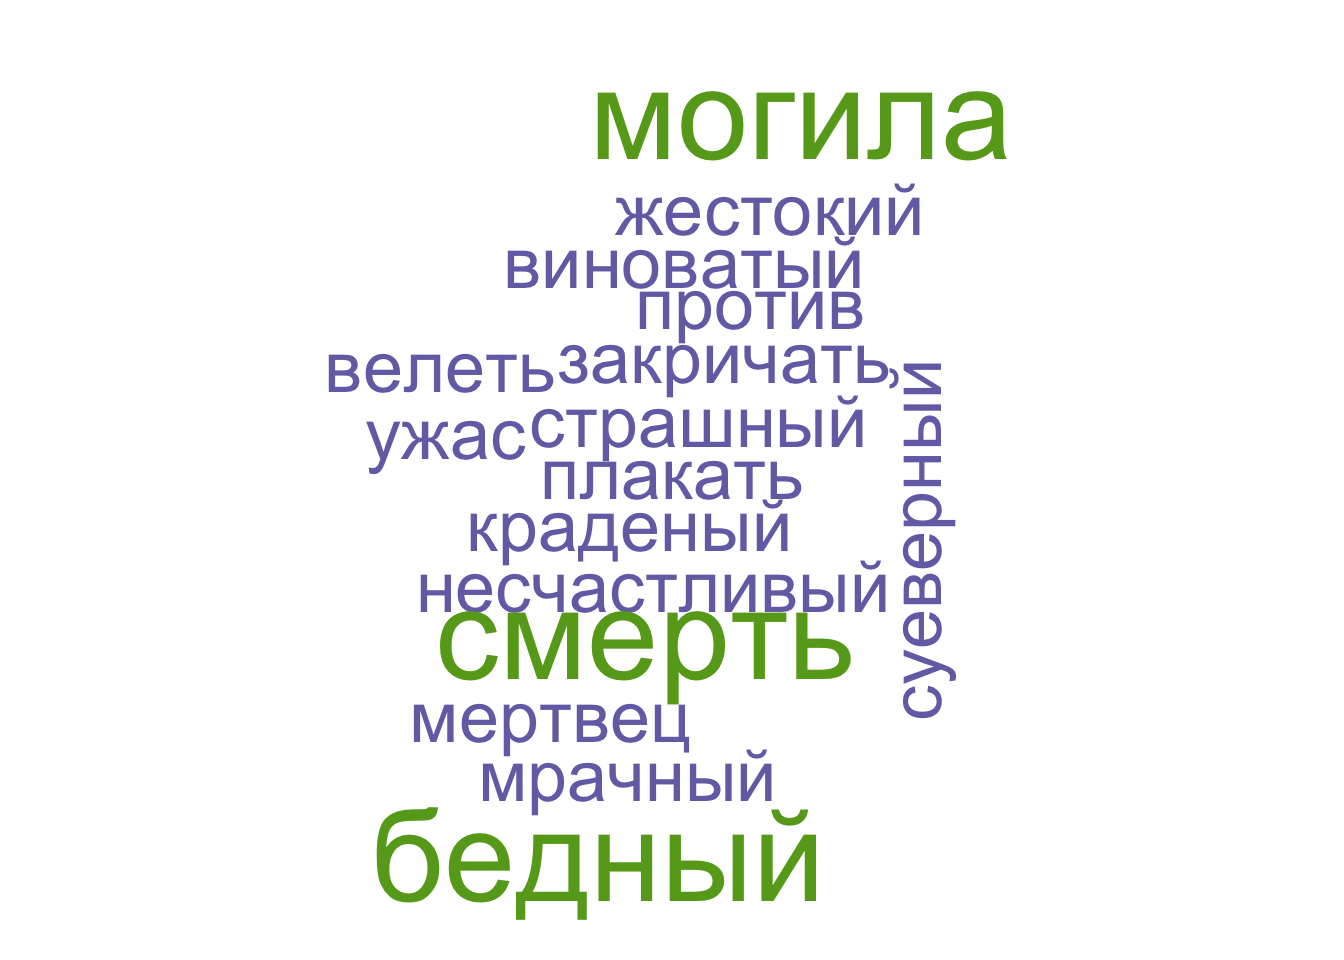 могила
жестокий
виноватый
против
закричать
велеть
страшный
ужас
плакать
краденый
несчастливый
суеверный
смерть
мертвец
мрачный
бедный